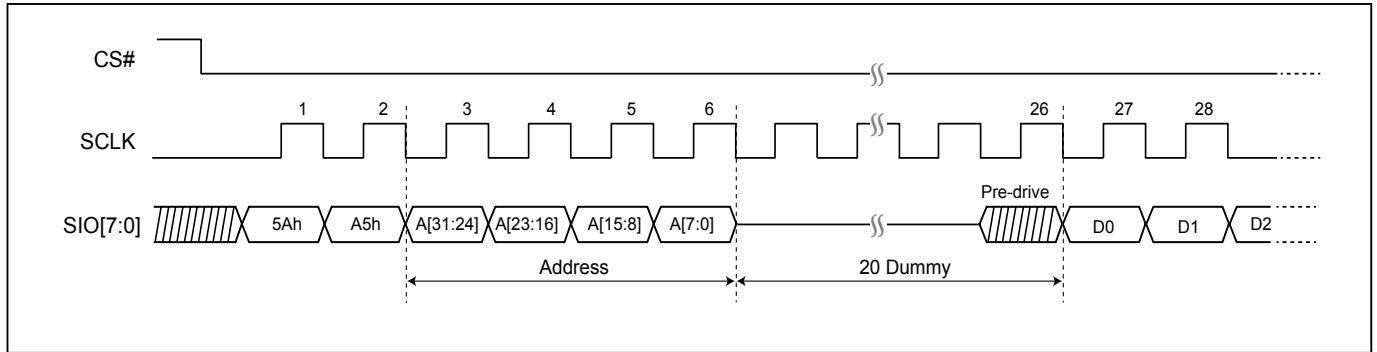 CS#
1 2 3 4 5 6 26 27 28
SCLK
Pre-drive
SIO[7:0] 5Ah A5h A[31:24] A[23:16] A[15:8] A[7:0] D0 D1 D2
Address 20 Dummy